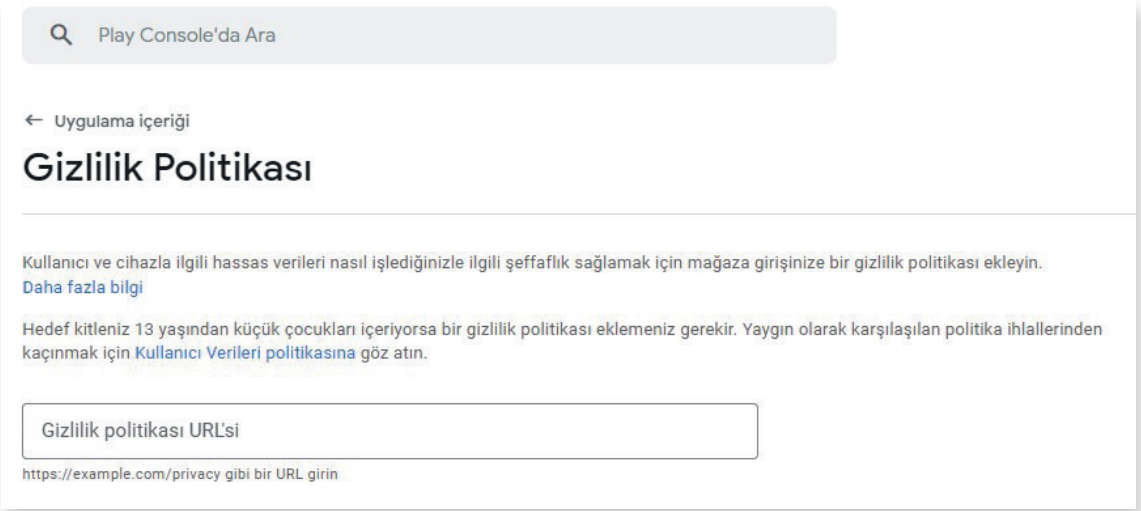 Play Console'da Ara
← Uygulama içeriği
Gizlilik Politikası
Kullanıcı ve cihazla ilgili hassas verileri nasıl işlediğinizle ilgili şeffaflık sağlamak için mağaza girişinize bir gizlilik politikası ekleyin.
Daha fazla bilgi
Hedef kitleniz 13 yaşından küçük çocukları içeriyorsa bir gizlilik politikası eklemeniz gerekir. Yaygın olarak karşılaşılan politika ihlallerinden
kaçınmak için Kullanıcı Verileri politikasına göz atın.
Gizlilik politikası URL'si
https://example.com/privacy gibi bir URL girin